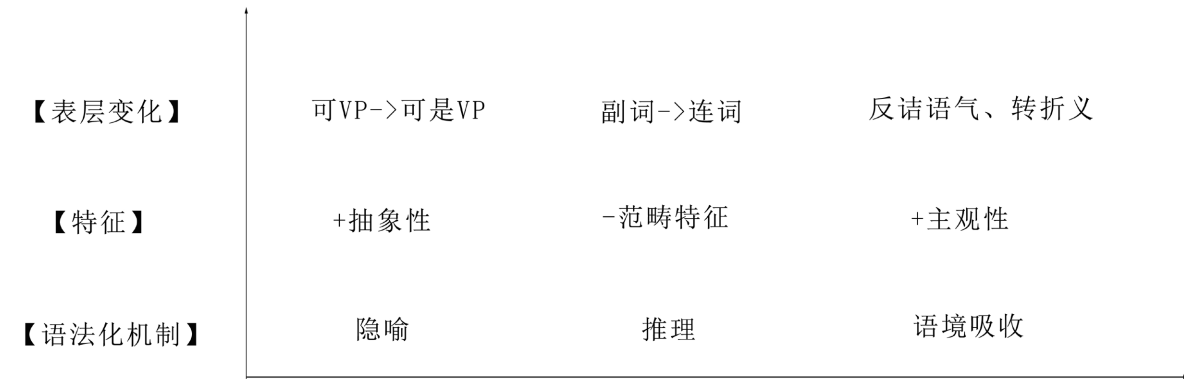 【表层变化】 可VP->可是VP 副词->连词 反诘语气、转折义
【特征】 +抽象性 -范畴特征 +主观性
【语法化机制】 隐喻 推理 语境吸收